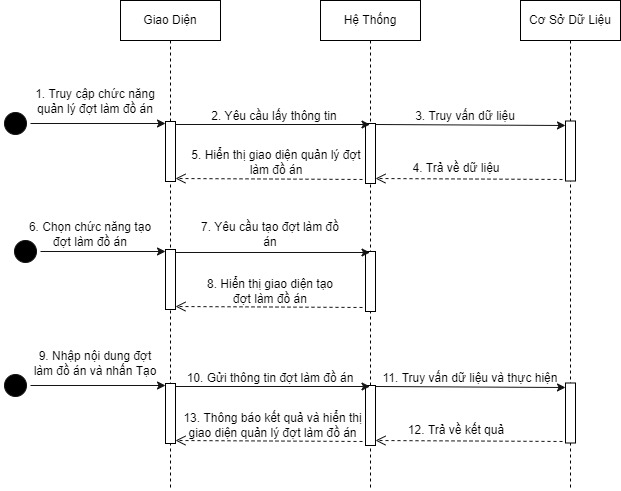 Giao Diện
Hệ Thống
Cơ Sở Dữ Liệu
1. Truy cập chức năng
quản lý đợt làm đồ án
2. Yêu cầu lấy thông tin
3. Truy vấn dữ liệu
5. Hiển thị giao diện quản lý đợt
làm đồ án
4. Trả về dữ liệu
6. Chọn chức năng tạo
đợt làm đồ án
7. Yêu cầu tạo đợt làm đồ
án
8. Hiển thị giao diện tạo
đợt làm đồ án
9. Nhập nội dung đợt
làm đồ án và nhấn Tạo
10. Gửi thông tin đợt làm đồ án
11. Truy vấn dữ liệu và thực hiện
13. Thông báo kết quả và hiển thị
giao diện quản lý đợt làm đồ án
12. Trả về kết quả